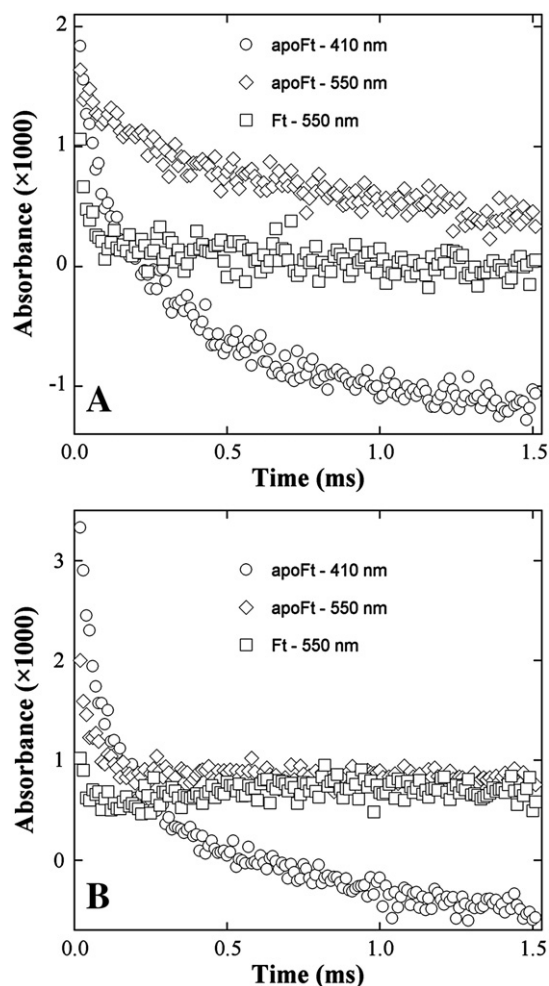 2
apoFt - 410 nm
apoFt - 550 nm
1
Ft - 550 nm
0
-1
A
Absorbance (×1000)
0.0 0.5 1.0 1.5
Time (ms)
3
apoFt - 410 nm
apoFt - 550 nm
2
Ft - 550 nm
1
0
B
Absorbance (×1000)
0.0 0.5 1.0 1.5
Time (ms)